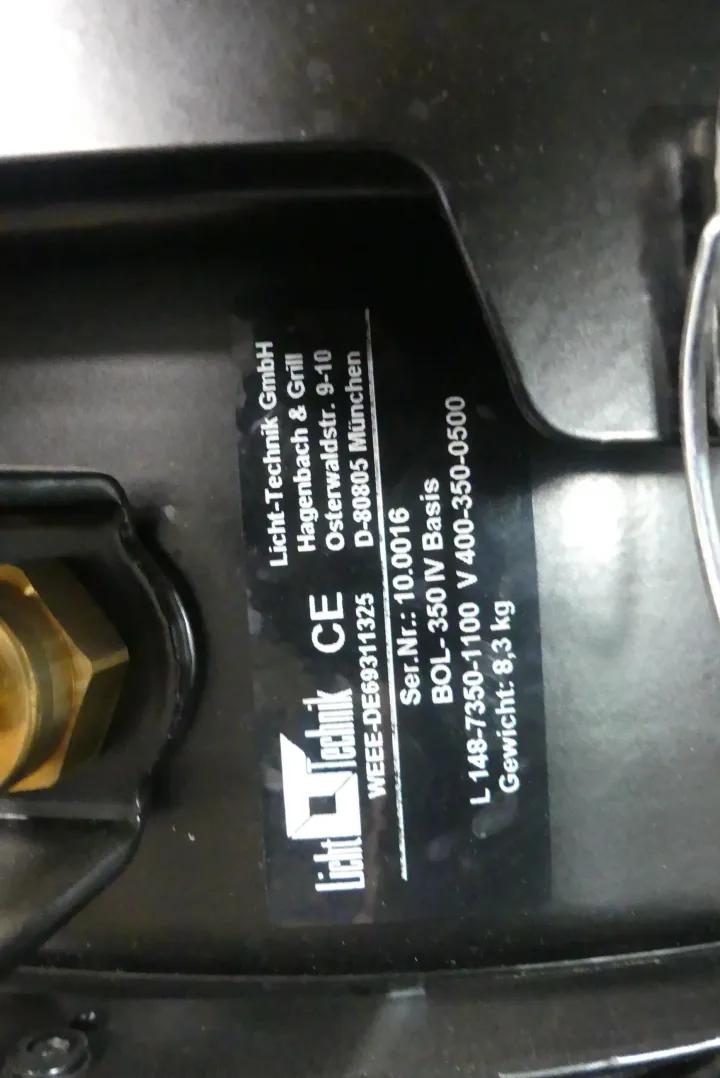 Licht Technik
CE
Licht-Technik GmbH
Hagenbach & Grill
Osterwaldstr. 9-10
D-80805 München
WEEE-DE69311325
Ser.Nr.: 10.0016
BOL- 350 IV Basis
L 148-7350-1100 V 400-350-0500
Gewicht: 8,3 kg